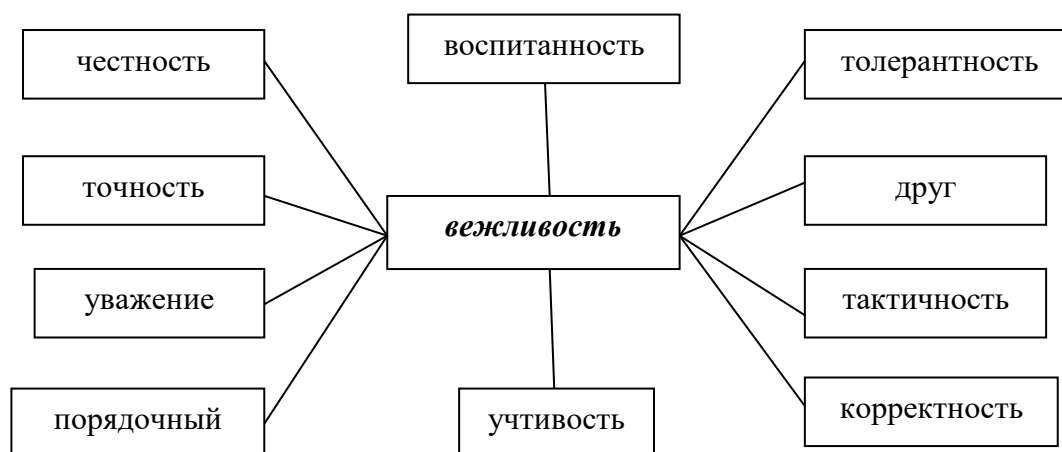 честность
воспитанность
толерантность
точность
вежливость
друг
уважение
тактичность
порядочный
учтивость
корректность